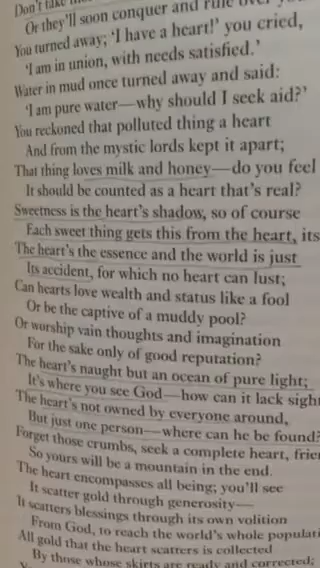 Don't take
Or they'll soon conquer and rule
You turned away; 'I have a heart!' you cried,
'I am in union, with needs satisfied.'
Water in mud once turned away and said:
'I am pure water—why should I seek aid?'
You reckoned that polluted thing a heart
And from the mystic lords kept it apart;
That thing loves milk and honey—do you feel
It should be counted as a heart that's real?
Sweetness is the heart's shadow, so of course
Each sweet thing gets this from the heart, its
The heart's the essence and the world is just
Its accident, for which no heart can lust;
Can hearts love wealth and status like a fool
Or be the captive of a muddy pool?
Or worship vain thoughts and imagination
For the sake only of good reputation?
The heart's naught but an ocean of pure light;
It's where you see God—how can it lack sigh
The heart's not owned by everyone around,
But just one person—where can he be found?
Forget those crumbs, seek a complete heart, frie
So yours will be a mountain in the end.
The heart encompasses all being; you'll see
It scatter gold through generosity—
It scatters blessings through its own volition
From God, to reach the world's whole populati
All gold that the heart scatters is collected
By those whose skirts are ready and corrected;